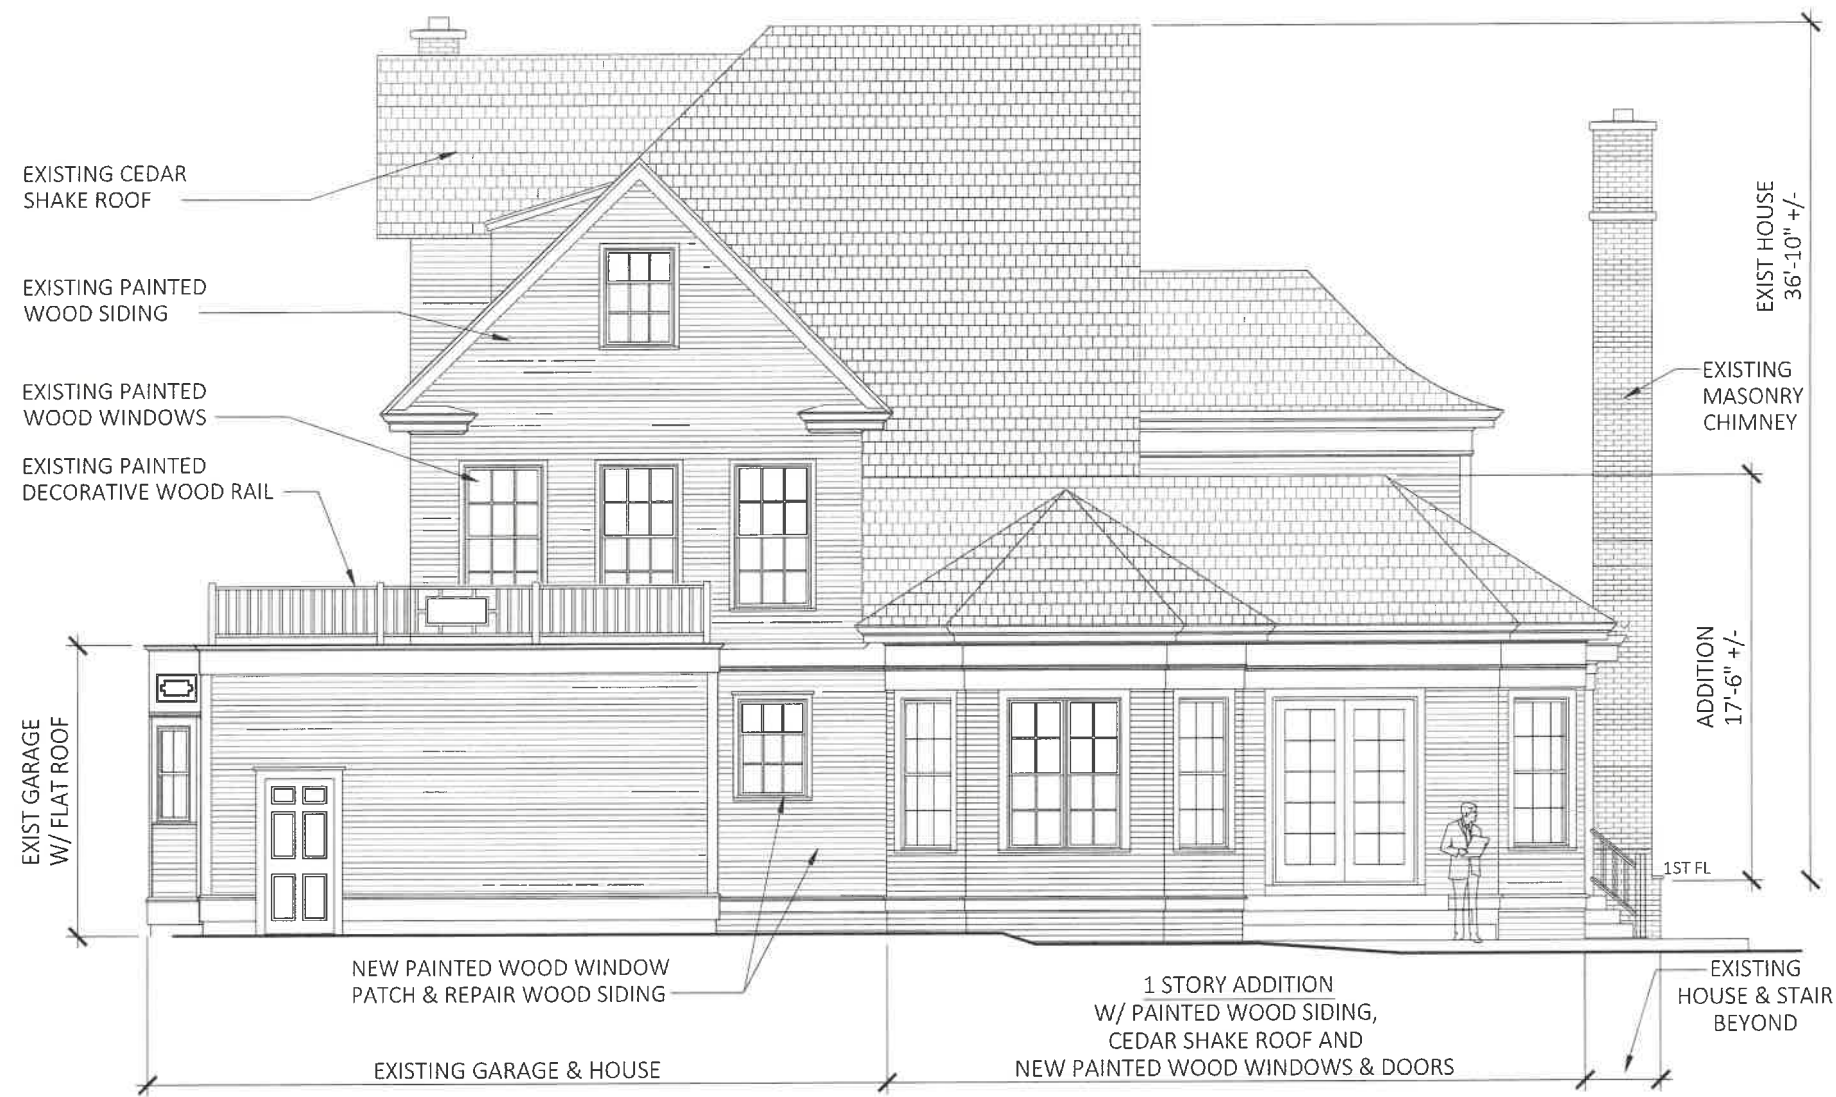 EXISTING CEDAR
SHAKE ROOF
EXISTING PAINTED
WOOD SIDING
EXISTING PAINTED
WOOD WINDOWS
EXISTING PAINTED
DECORATIVE WOOD RAIL
EXIST GARAGE
W/ FLAT ROOF
EXIST HOUSE
36'-10" +/-
EXISTING
MASONRY
CHIMNEY
ADDITION
17'-6" +/-
1ST FL
NEW PAINTED WOOD WINDOW
PATCH & REPAIR WOOD SIDING
1 STORY ADDITION
W/ PAINTED WOOD SIDING,
CEDAR SHAKE ROOF AND
NEW PAINTED WOOD WINDOWS & DOORS
EXISTING
HOUSE & STAIR
BEYOND
EXISTING GARAGE & HOUSE